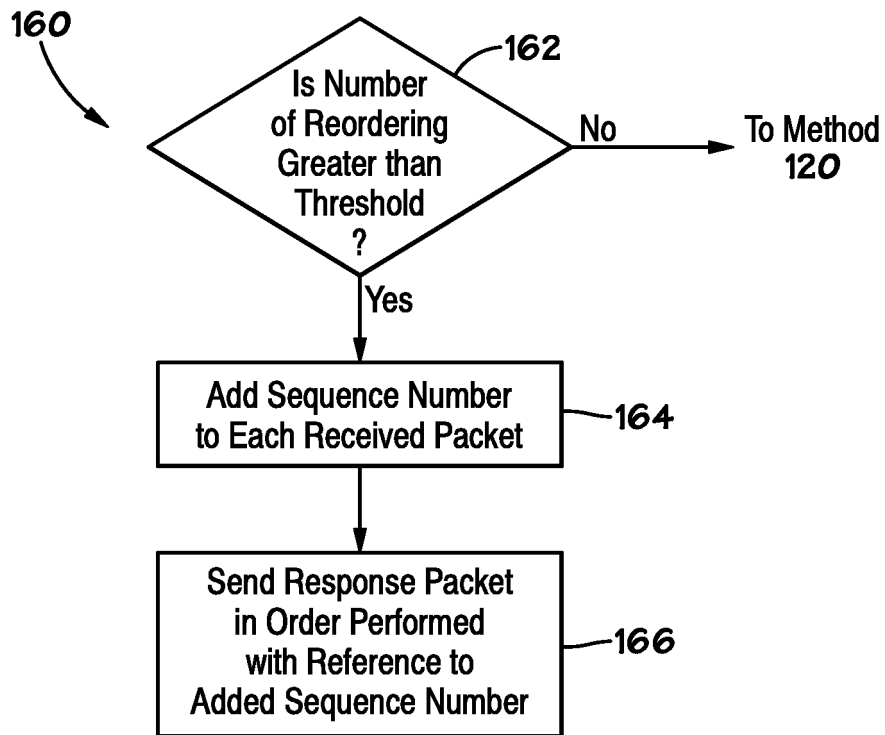 160
162
Is Number
of Reordering
Greater than
Threshold
?
No
To Method
120
Yes
Add Sequence Number
to Each Received Packet
164
Send Response Packet
in Order Performed
with Reference to
Added Sequence Number
166